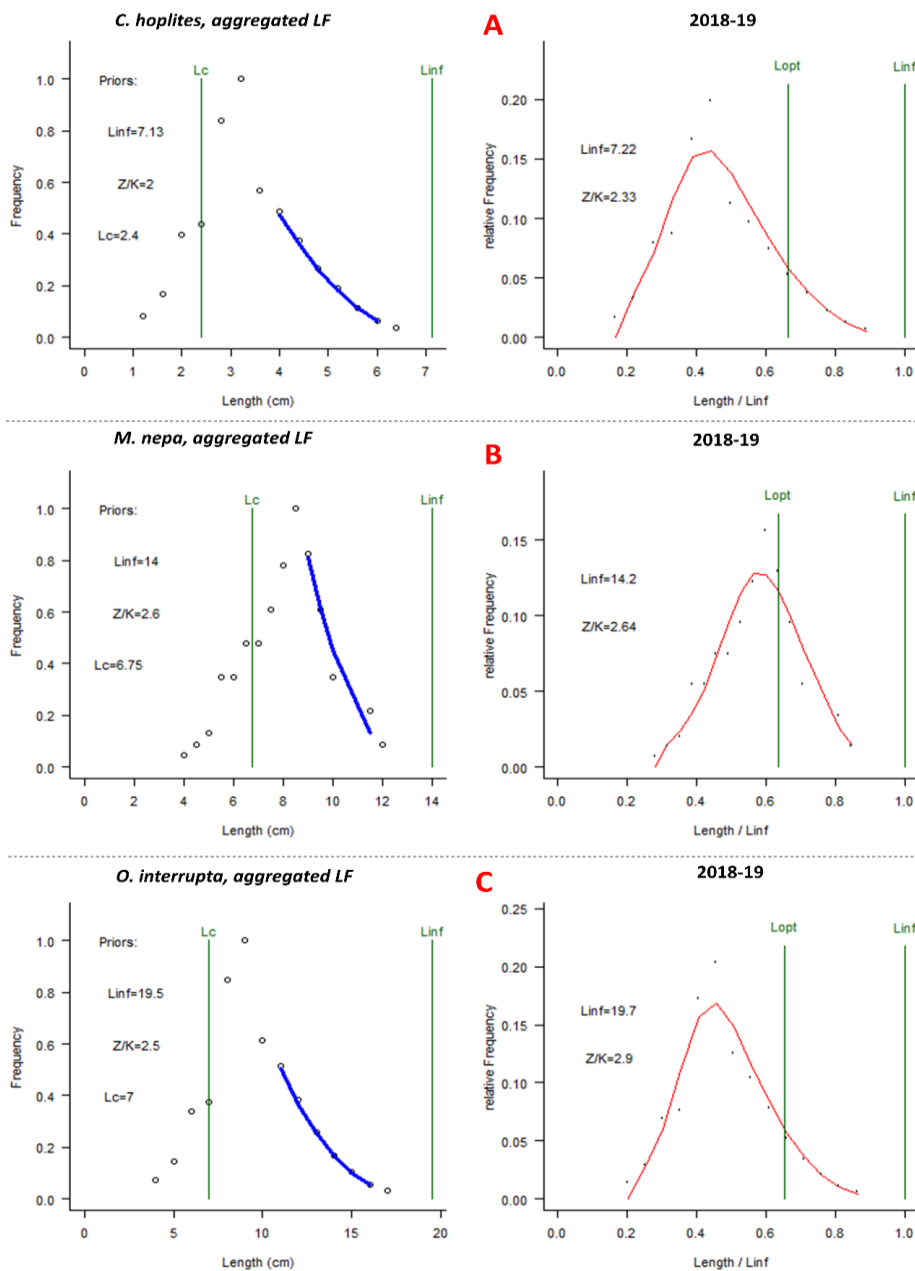 C. hoplites, aggregated LF
A
2018-19
Lc
Linf
Priors:
Linf=7.13
Z/K=2
Lc=2.4
Frequency
1.0
0.8
0.6
0.4
0.2
0.0
0 1 2 3 4 5 6 7
Length (cm)
Lopt
Linf
Linf=7.22
Z/K=2.33
relative Frequency
0.20
0.15
0.10
0.05
0.00
0.0 0.2 0.4 0.6 0.8 1.0
Length / Linf
M. nepa, aggregated LF
B
2018-19
Lc
Linf
Priors:
Linf=14
Z/K=2.6
Lc=6.75
Frequency
1.0
0.8
0.6
0.4
0.2
0.0
0 2 4 6 8 10 12 14
Length (cm)
Lopt
Linf
Linf=14.2
Z/K=2.64
relative Frequency
0.15
0.10
0.05
0.00
0.0 0.2 0.4 0.6 0.8 1.0
Length / Linf
O. interrupta, aggregated LF
C
2018-19
Lc
Linf
Priors:
Linf=19.5
Z/K=2.5
Lc=7
Frequency
1.0
0.8
0.6
0.4
0.2
0.0
5 10 15 20
Length (cm)
Lopt
Linf
Linf=19.7
Z/K=2.9
relative Frequency
0.25
0.20
0.15
0.10
0.05
0.00
0.0 0.2 0.4 0.6 0.8 1.0
Length / Linf